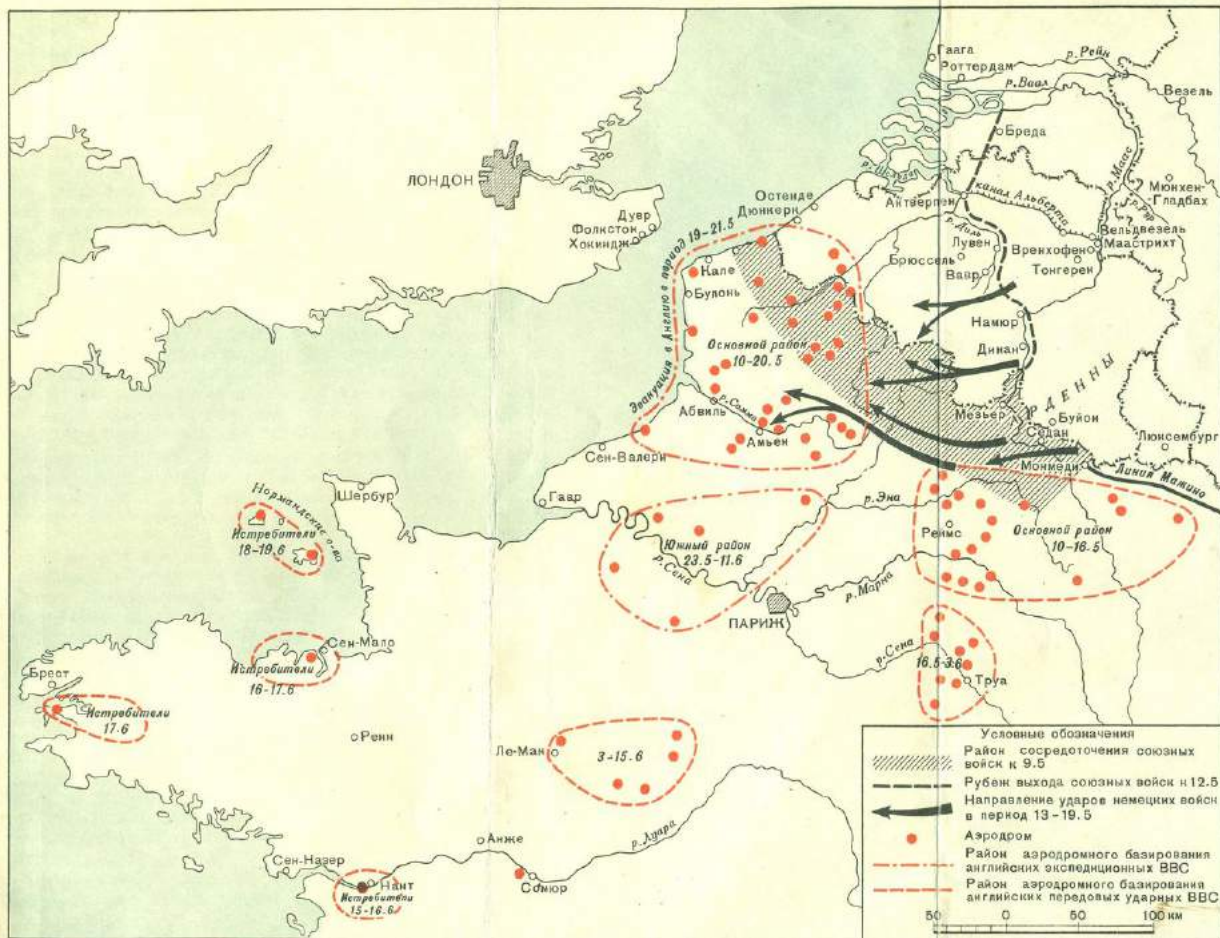 Гаага
Роттердам
р.Рейн
р.Ваал
Везель
Бреда
р.Маас
р.Шельда
Антверпен
канал Альберта
р.Рур
Мюнхен-
Гладбах
ЛОНДОН
Дувр
Фолкстон
Хокиндж
Остенде
Дюнкерк
р.Диль
Лувен
Брюссель
Вавр
Вренхофен
Вельдвезель
Маастрихт
Тонгерен
Эвакуация в Англию в период 19-21.5
Кале
Булонь
Намюр
Динан
Основной район
10-20.5
Абвиль
р.Сомма
Амьен
Мезьер
АРДЕННЫ
Буйон
Седан
Люксембург
Монмеди
Линия Мажино
Сен-Валери
Гавр
Шербур
Нормандские о-ва
Истребители
18-19.6
р.Эна
Реймс
Основной район
10-16.5
Южный район
23.5-11.6
р.Сена
р.Марна
ПАРИЖ
р.Сена
16.5-3.6
Труа
Сен-Мало
Истребители
16-17.6
Брест
Истребители
17.6
Ренн
Ле-Ман
3-15.6
Анже
р.Луара
Сен-Назер
Нант
Истребители
15-16.6
Сомюр
Условные обозначения
Район сосредоточения союзных
войск к 9.5
Рубеж выхода союзных войск к 12.5
Направление ударов немецких войск
в период 13-19.5
Аэродром
Район аэродромного базирования
английских экспедиционных ВВС
Район аэродромного базирования
английских передовых ударных ВВС
50 0 50 100 км